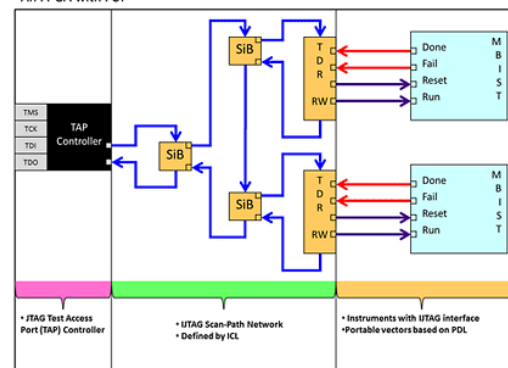 SiB
T
D
R
RW
Done
Fail
Reset
Run
M
B
I
S
T
TMS
TCK
TDI
TDO
TAP
Controller
SiB
SiB
T
D
R
RW
Done
Fail
Reset
Run
M
B
I
S
T
• JTAG Test Access
Port (TAP) Controller
• IJTAG Scan-Path Network
• Defined by ICL
• Instruments with IJTAG interface
•Portable vectors based on PDL